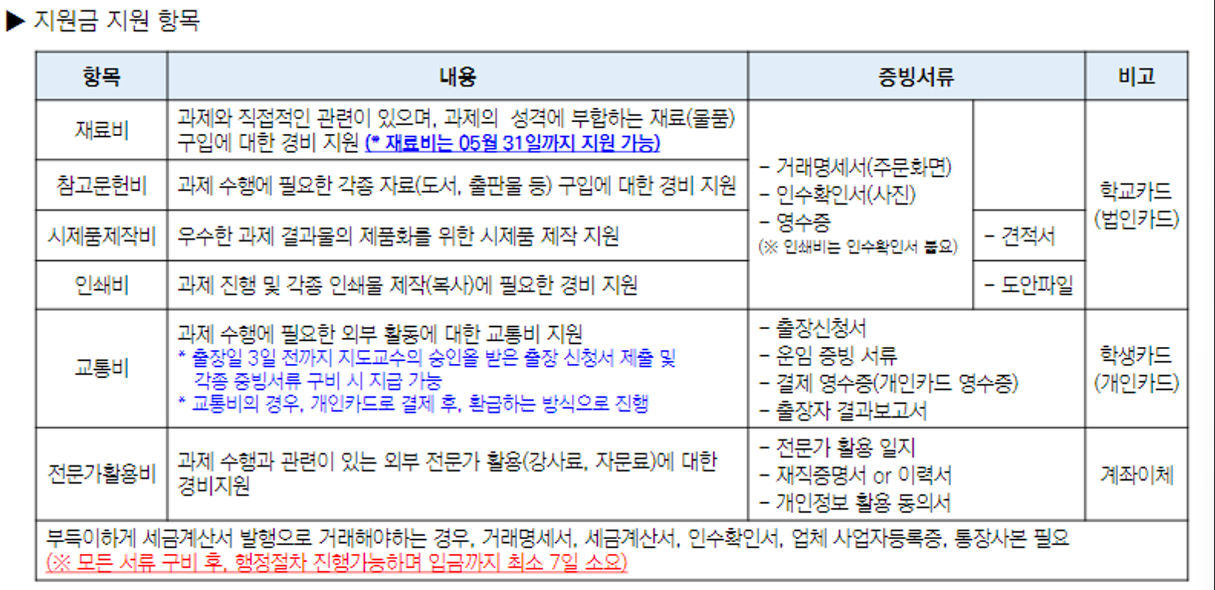 ▶ 지원금 지원 항목
항목 내용 증빙서류 비고
재료비
과제와 직접적인 관련이 있으며, 과제의 성격에 부합하는 재료(물품)
구입에 대한 경비 지원 (* 재료비는 05월 31일까지 지원 가능)
참고문헌비
과제 수행에 필요한 각종 자료(도서, 출판물 등) 구입에 대한 경비 지원
시제품제작비
우수한 과제 결과물의 제품화를 위한 시제품 제작 지원
인쇄비
과제 진행 및 각종 인쇄물 제작(복사)에 필요한 경비 지원
- 거래명세서(주문화면)
- 인수확인서(사진)
- 영수증
(※ 인쇄비는 인수확인서 불요)
- 견적서
- 도안파일
학교카드
(법인카드)
교통비
과제 수행에 필요한 외부 활동에 대한 교통비 지원
* 출장일 3일 전까지 지도교수의 승인을 받은 출장 신청서 제출 및
각종 증빙서류 구비 시 지급 가능
* 교통비의 경우, 개인카드로 결제 후, 환급하는 방식으로 진행
- 출장신청서
- 운임 증빙 서류
- 결제 영수증(개인카드 영수증)
- 출장자 결과보고서
학생카드
(개인카드)
전문가활용비
과제 수행과 관련이 있는 외부 전문가 활용(강사료, 자문료)에 대한
경비지원
- 전문가 활용 일지
- 재직증명서 or 이력서
- 개인정보 활용 동의서
계좌이체
부득이하게 세금계산서 발행으로 거래해야하는 경우, 거래명세서, 세금계산서, 인수확인서, 업체 사업자등록증, 통장사본 필요
(※ 모든 서류 구비 후, 행정절차 진행가능하며 입금까지 최소 7일 소요)